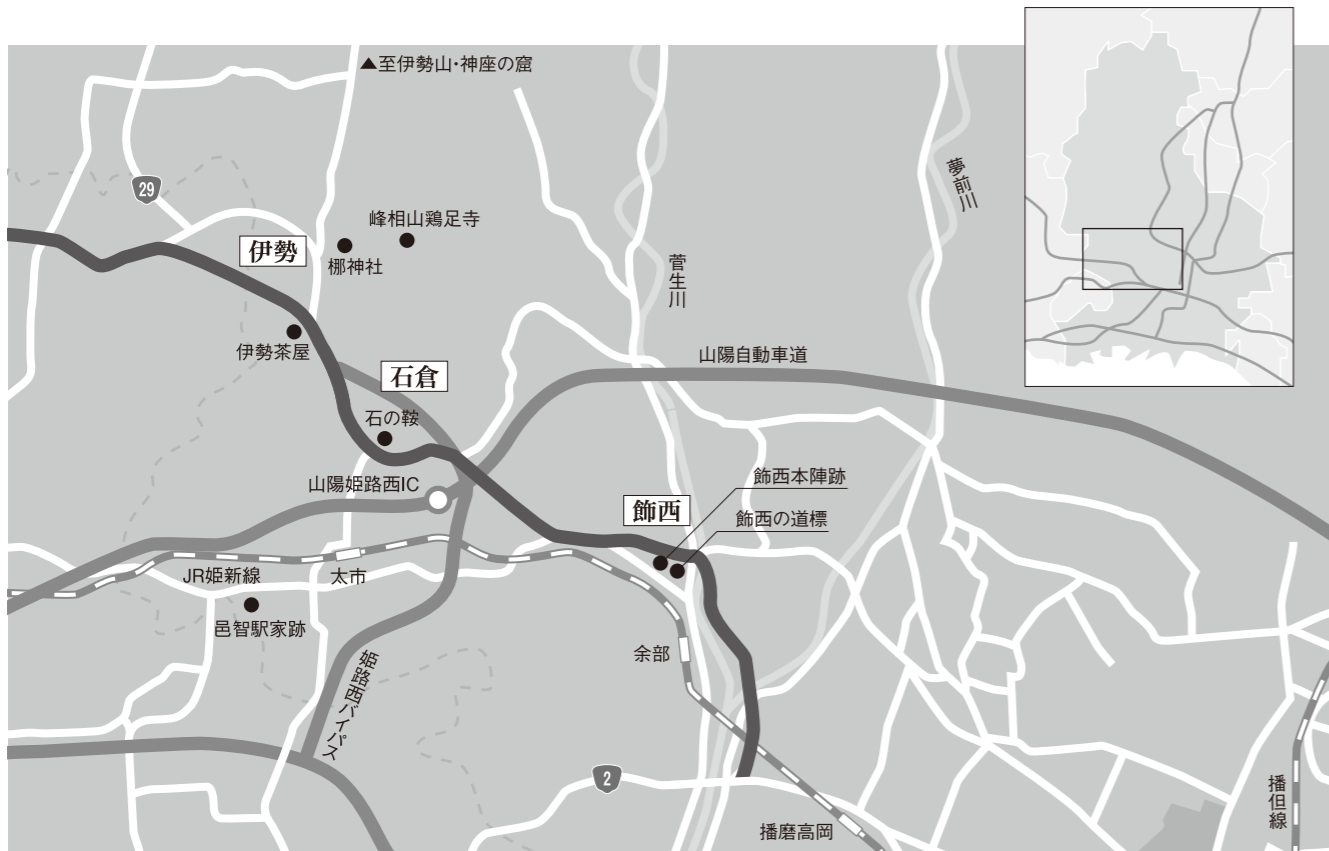 ▲至伊勢山・神座の窟
29
夢前川
峰相山鶏足寺
伊勢
梛神社
菅生川
伊勢茶屋
山陽自動車道
石倉
石の鞍
飾西本陣跡
山陽姫路西IC
飾西
飾西の道標
JR姫新線
太市
邑智駅家跡
余部
姫路西バイパス
2
播但線
播磨高岡